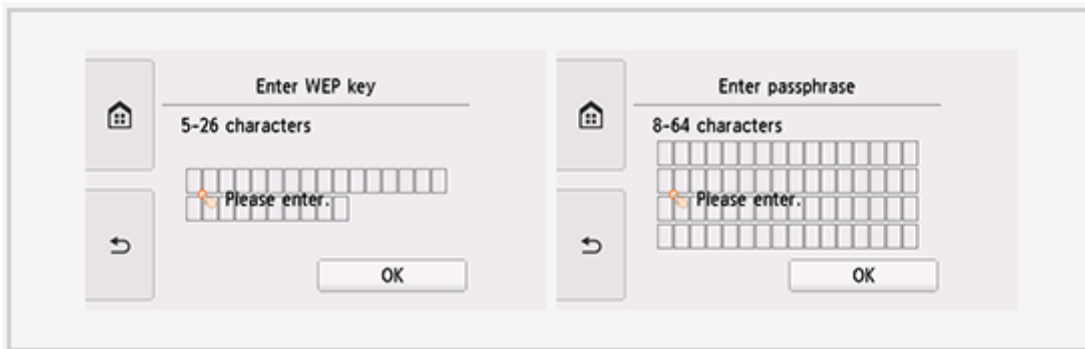 Enter WEP key
5-26 characters
Please enter.
OK
Enter passphrase
8-64 characters
Please enter.
OK